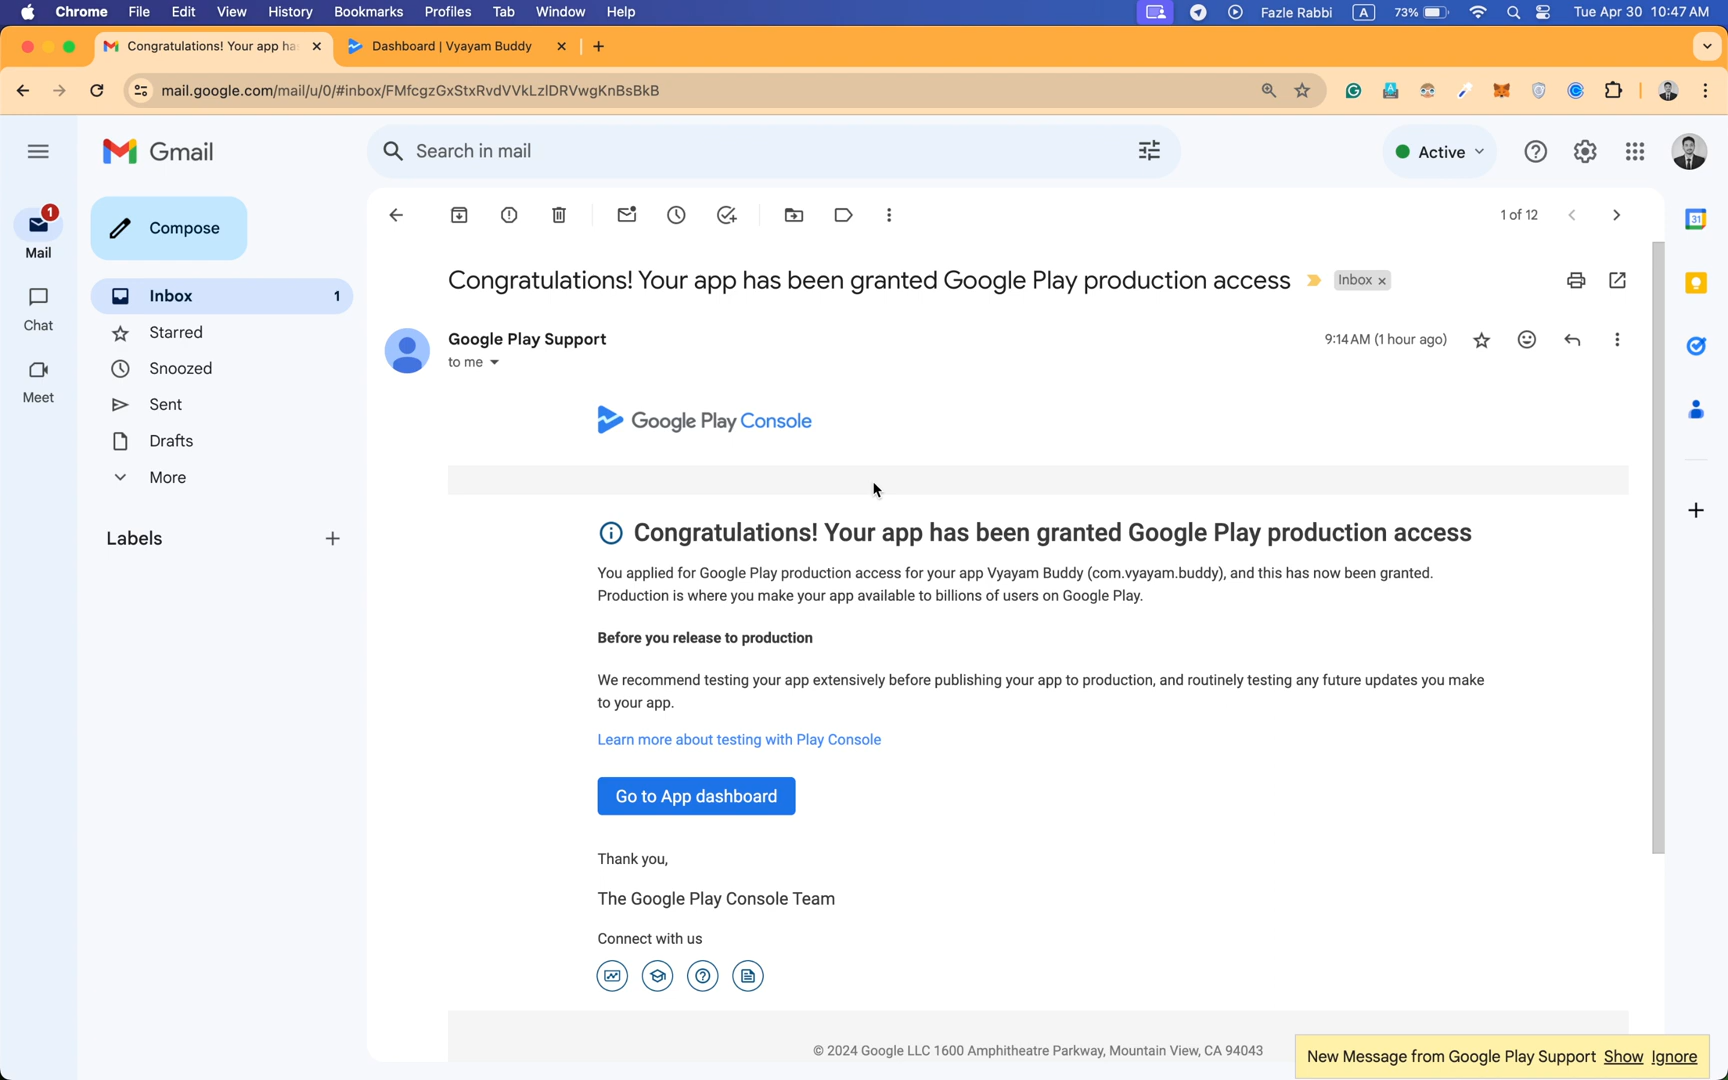 Chrome File Edit View History Bookmarks Profiles Tab Window Help Fazle Rabbi A 73% Tue Apr 30 10:47 AM
Congratulations! Your app ha Dashboard | Vyayam Buddy
mail.google.com/mail/u/0/#inbox/FMfcgzGxStxRvdVVkLzlDRVwgKnBsBkB
Gmail
Search in mail
Active
1
Mail
Chat
Meet
Compose
Inbox 1
Starred
Snoozed
Sent
Drafts
More
Labels
1 of 12
31
Congratulations! Your app has been granted Google Play production access Inbox
Google Play Support
to me
9:14 AM (1 hour ago)
Google Play Console
Congratulations! Your app has been granted Google Play production access
You applied for Google Play production access for your app Vyayam Buddy (com.vyayam.buddy), and this has now been granted.
Production is where you make your app available to billions of users on Google Play.
Before you release to production
We recommend testing your app extensively before publishing your app to production, and routinely testing any future updates you make
to your app.
Learn more about testing with Play Console
Go to App dashboard
Thank you,
The Google Play Console Team
Connect with us
© 2024 Google LLC 1600 Amphitheatre Parkway, Mountain View, CA 94043
New Message from Google Play Support Show Ignore